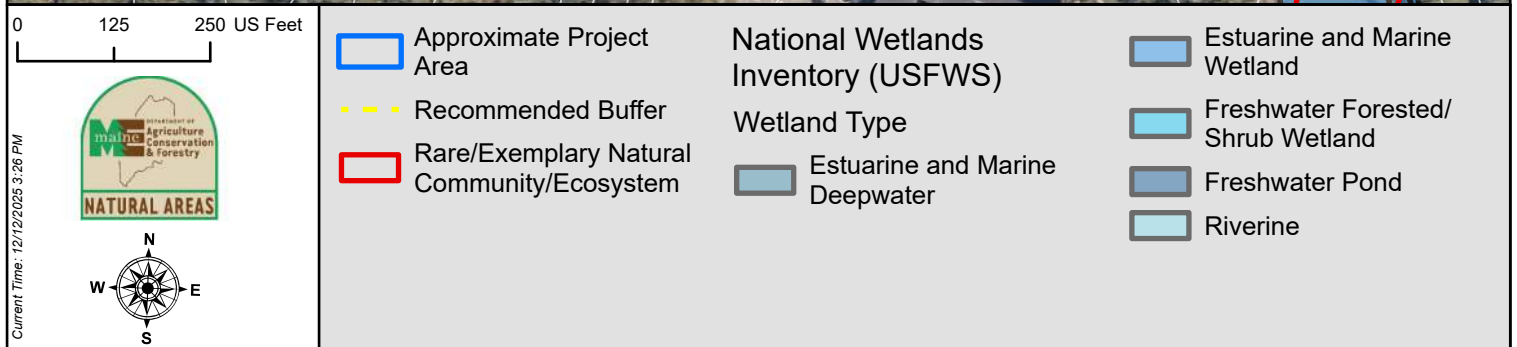 0 125 250 US Feet
Current Time: 12/12/2025 3:26 PM
DEPARTMENT OF
maine Agriculture
Conservation
& Forestry
NATURAL AREAS
N
W E
S
Approximate Project
Area
Recommended Buffer
Rare/Exemplary Natural
Community/Ecosystem
National Wetlands
Inventory (USFWS)
Wetland Type
Estuarine and Marine
Deepwater
Estuarine and Marine
Wetland
Freshwater Forested/
Shrub Wetland
Freshwater Pond
Riverine